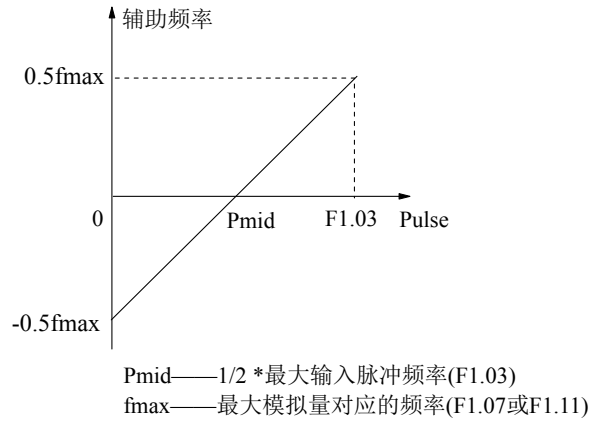 辅助频率
0.5fmax
0
Pmid
F1.03
Pulse
-0.5fmax
Pmid——1/2 *最大输入脉冲频率(F1.03)
fmax——最大模拟量对应的频率(F1.07或F1.11)